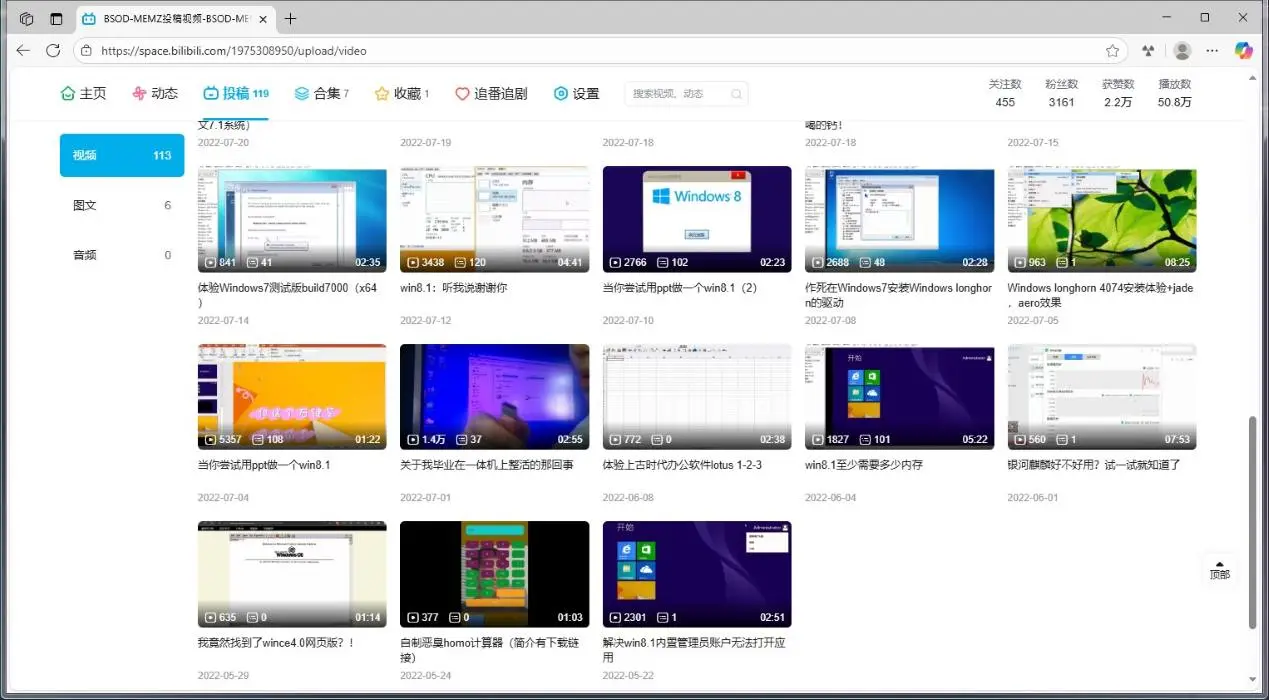 BSOD-MEMZ投稿视频-BSOD-ME
https://space.bilibili.com/1975308950/upload/video
主页 动态 投稿 119 合集 7 收藏 1 追番追剧 设置 搜索视频、动态
关注数 粉丝数 获赞数 播放数
455 3161 2.2万 50.8万
视频 113
图文 6
音频 0
文7.1系统） 喝的钙!
2022-07-20 2022-07-19 2022-07-18 2022-07-18 2022-07-15
Windows 8
841 41 02:35 3438 120 04:41 2766 102 02:23 2688 48 02:28 963 1 08:25
体验Windows7测试版build7000（x64
）
win8.1：听我说谢谢你
当你尝试用ppt做一个win8.1（2）
作死在Windows7安装Windows longhor
n的驱动
Windows longhorn 4074安装体验+jade
，aero效果
2022-07-14 2022-07-12 2022-07-10 2022-07-08 2022-07-05
开始 Administrator
5357 108 01:22 1.4万 37 02:55 772 0 02:38 1827 101 05:22 560 1 07:53
当你尝试用ppt做一个win8.1
关于我毕业在一体机上整活的那回事
体验上古时代办公软件lotus 1-2-3
win8.1至少需要多少内存
银河麒麟好不好用？试一试就知道了
2022-07-04 2022-07-01 2022-06-08 2022-06-04 2022-06-01
Windows CE
开始 Administrator
635 0 01:14 377 0 01:03 2301 1 02:51
我竟然找到了wince4.0网页版？！
自制恶臭homo计算器（简介有下载链
接）
解决win8.1内置管理员账户无法打开应
用
2022-05-29 2022-05-24 2022-05-22
顶部